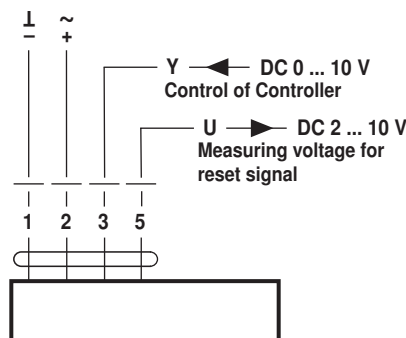 ⊥ ~
– +
Y DC 0 ... 10 V
Control of Controller
U DC 2 ... 10 V
Measuring voltage for
reset signal
1 2 3 5